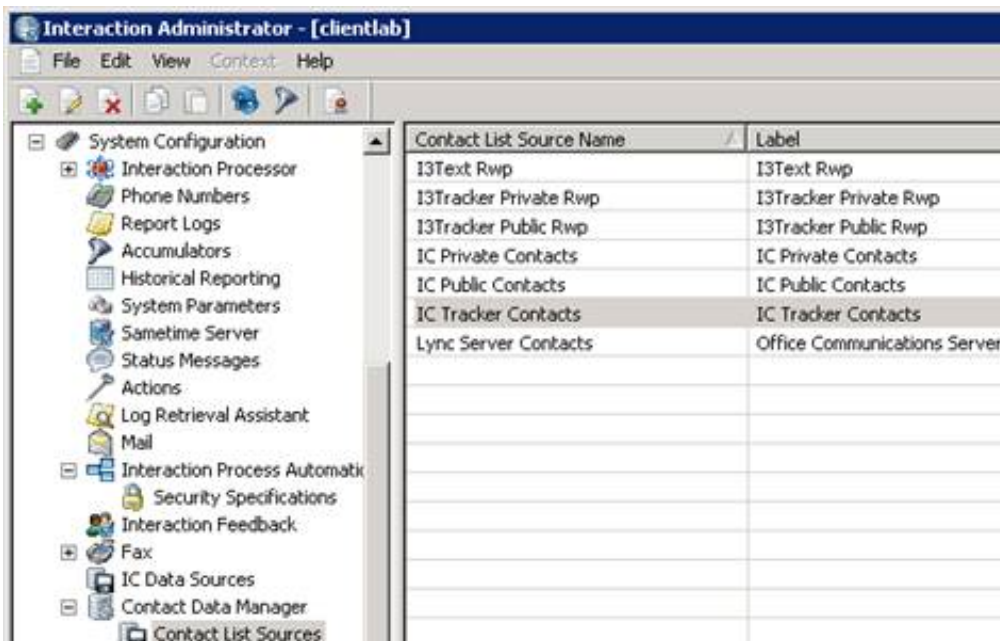 Interaction Administrator - [clientlab]
File Edit View Context Help
System Configuration
Interaction Processor
Phone Numbers
Report Logs
Accumulators
Historical Reporting
System Parameters
Sametime Server
Status Messages
Actions
Log Retrieval Assistant
Mail
Interaction Process Automatic
Security Specifications
Interaction Feedback
Fax
IC Data Sources
Contact Data Manager
Contact List Sources
Contact List Source Name Label
I3Text Rwp I3Text Rwp
I3Tracker Private Rwp I3Tracker Private Rwp
I3Tracker Public Rwp I3Tracker Public Rwp
IC Private Contacts IC Private Contacts
IC Public Contacts IC Public Contacts
IC Tracker Contacts IC Tracker Contacts
Lync Server Contacts Office Communications Server